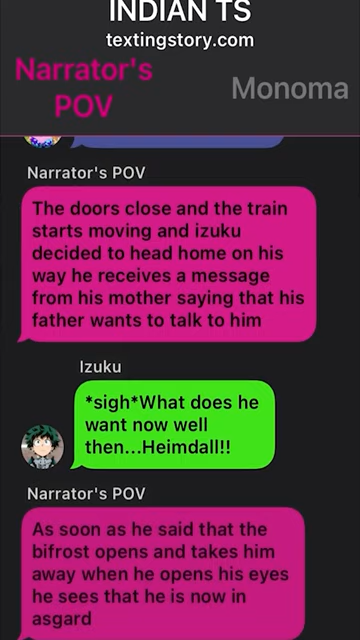 INDIAN TS
textingstory.com
Narrator's
POV
Monoma
Narrator's POV
The doors close and the train
starts moving and izuku
decided to head home on his
way he receives a message
from his mother saying that his
father wants to talk to him
Izuku
*sigh*What does he
want now well
then...Heimdall!!
Narrator's POV
As soon as he said that the
bifrost opens and takes him
away when he opens his eyes
he sees that he is now in
asgard